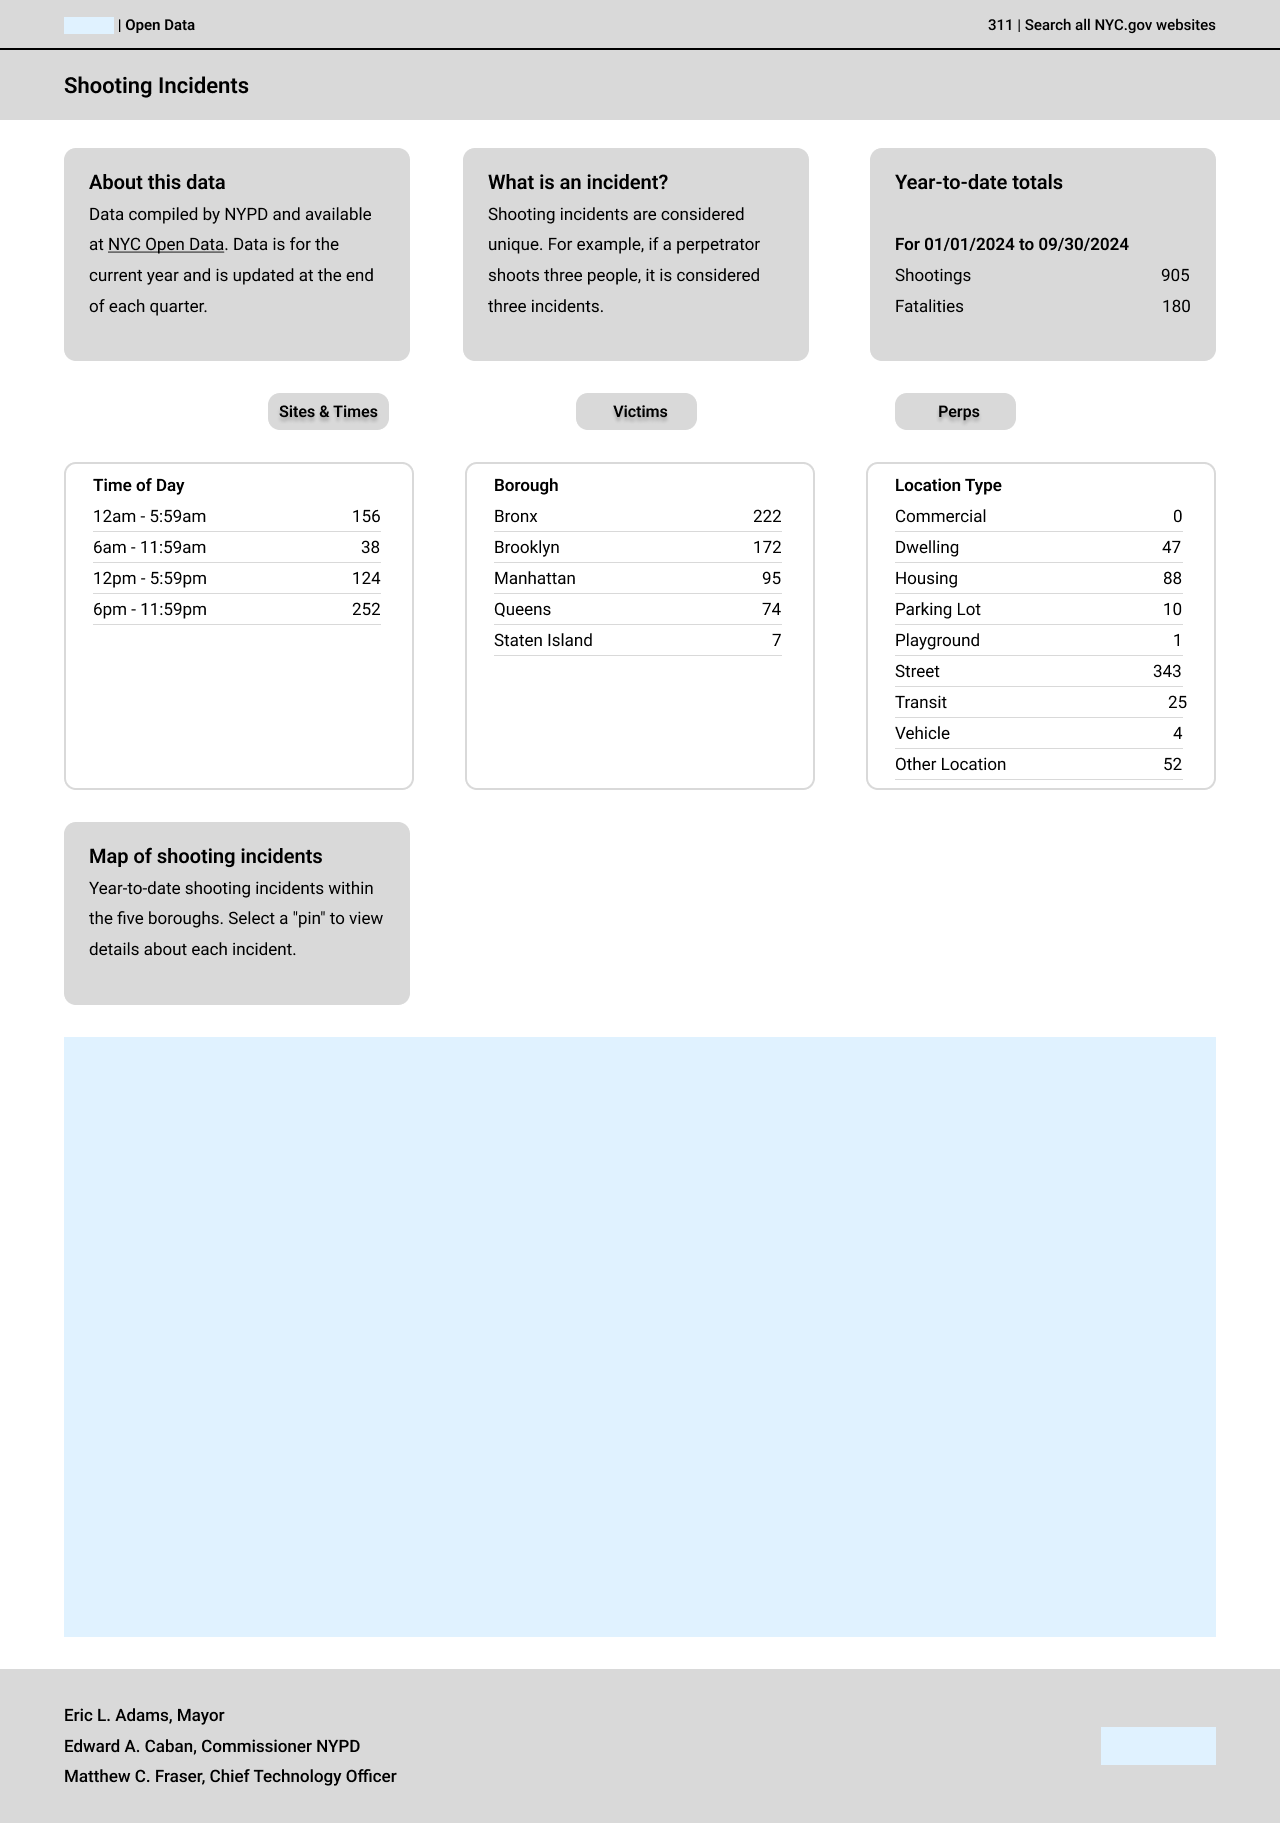 | Open Data
311 | Search all NYC.gov websites
Shooting Incidents
About this data
Data compiled by NYPD and available
at NYC Open Data. Data is for the
current year and is updated at the end
of each quarter.
What is an incident?
Shooting incidents are considered
unique. For example, if a perpetrator
shoots three people, it is considered
three incidents.
Year-to-date totals
For 01/01/2024 to 09/30/2024
Shootings 905
Fatalities 180
Sites & Times
Victims
Perps
Time of Day
12am - 5:59am 156
6am - 11:59am 38
12pm - 5:59pm 124
6pm - 11:59pm 252
Borough
Bronx 222
Brooklyn 172
Manhattan 95
Queens 74
Staten Island 7
Location Type
Commercial 0
Dwelling 47
Housing 88
Parking Lot 10
Playground 1
Street 343
Transit 25
Vehicle 4
Other Location 52
Map of shooting incidents
Year-to-date shooting incidents within
the five boroughs. Select a "pin" to view
details about each incident.
Eric L. Adams, Mayor
Edward A. Caban, Commissioner NYPD
Matthew C. Fraser, Chief Technology Officer